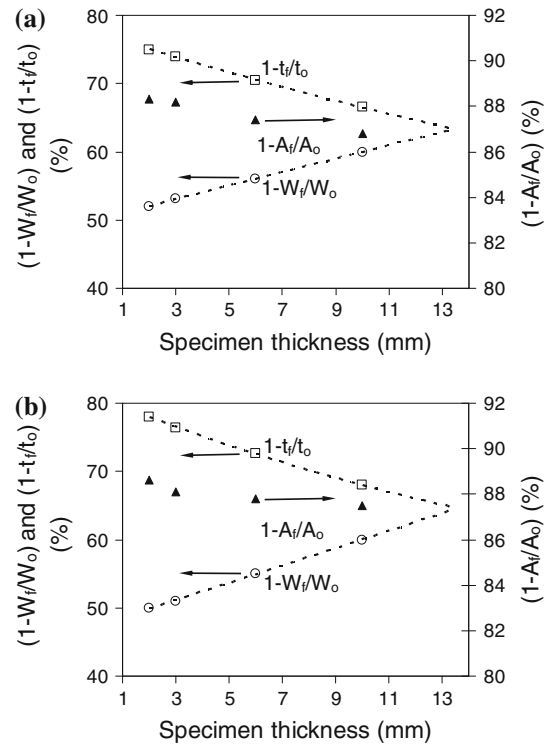 (a)
(1-Wf/Wo) and (1-tf/to)
(%)
80
70
60
50
40
1-tf/to
1-Af/Ao
1-Wf/Wo
92
90
88
86
84
82
80
(1-Af/Ao) (%)
1 3 5 7 9 11 13
Specimen thickness (mm)
(b)
(1-Wf/Wo) and (1-tf/to)
(%)
80
70
60
50
40
1-tf/to
1-Af/Ao
1-Wf/Wo
92
90
88
86
84
82
80
(1-Af/Ao) (%)
1 3 5 7 9 11 13
Specimen thickness (mm)